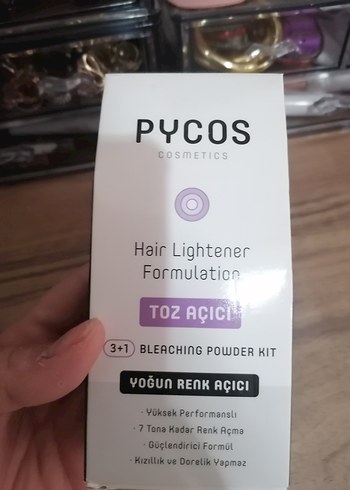 PYCOS
COSMETICS
Hair Lightener
Formulation
TOZ AÇICI
3+1 BLEACHING POWDER KIT
YOĞUN RENK AÇICI
· Yüksek Performanslı
· 7 Tona Kadar Renk Açma
· Güçlendirici Formül
· Kızıllık ve Dorelik Yapmaz